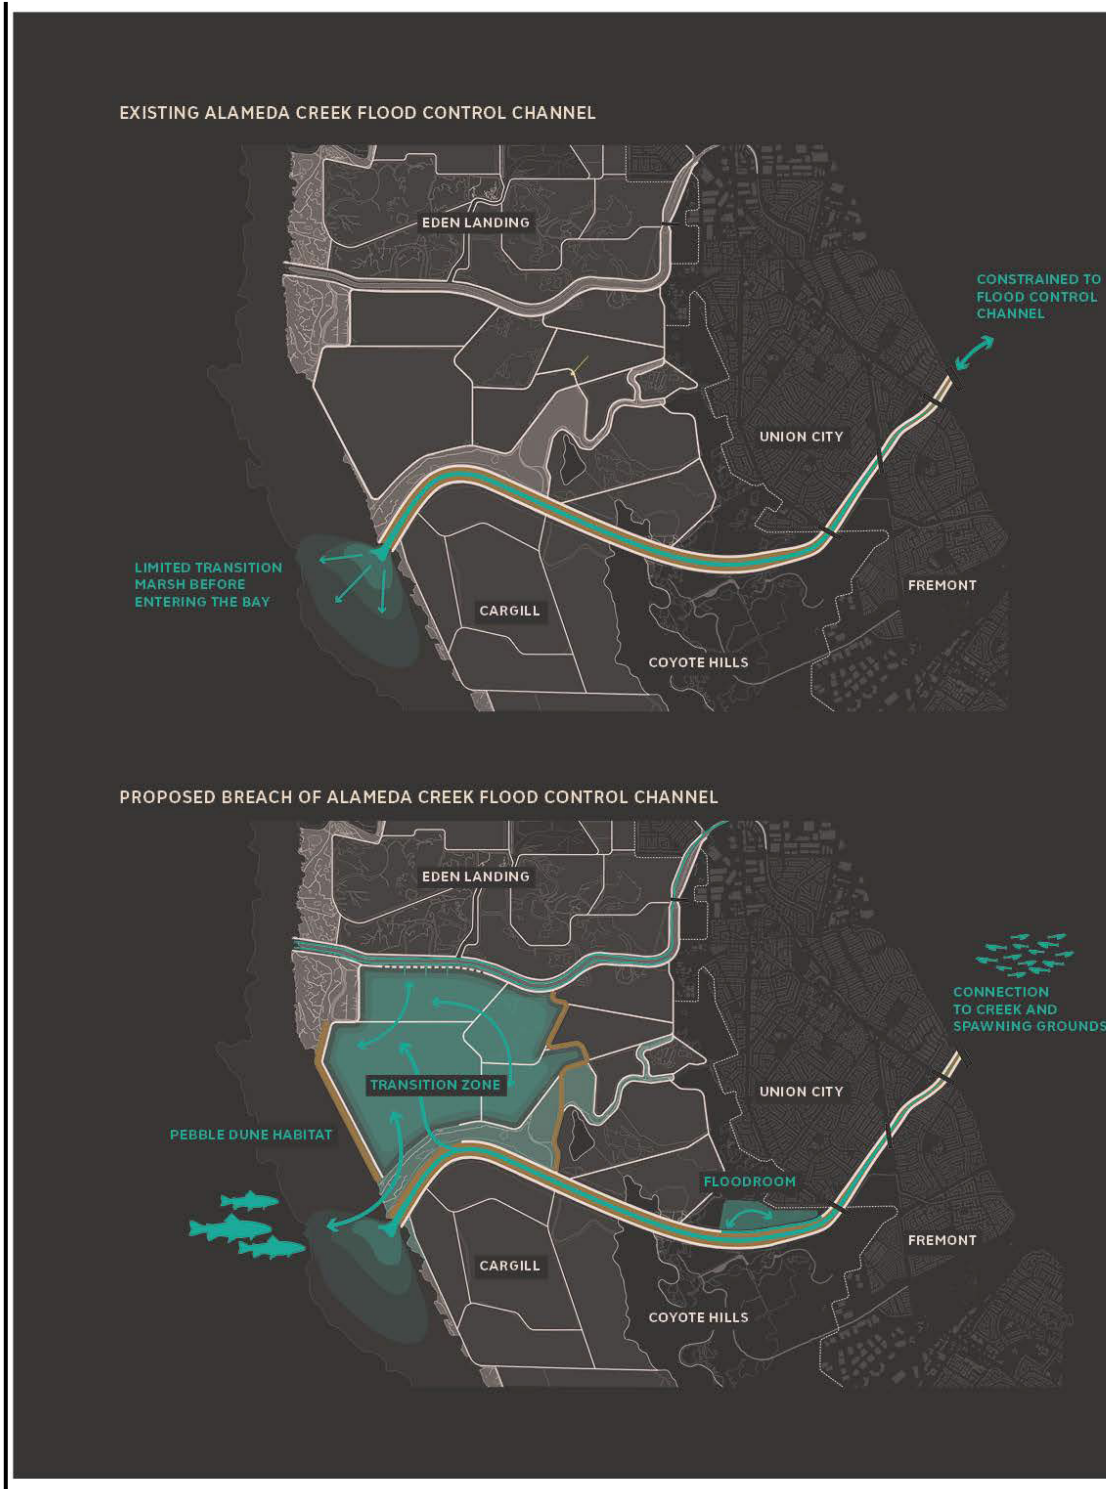 EXISTING ALAMEDA CREEK FLOOD CONTROL CHANNEL
EDEN LANDING
CONSTRAINED TO
FLOOD CONTROL
CHANNEL
UNION CITY
LIMITED TRANSITION
MARSH BEFORE
ENTERING THE BAY
FREMONT
CARGILL
COYOTE HILLS
PROPOSED BREACH OF ALAMEDA CREEK FLOOD CONTROL CHANNEL
EDEN LANDING
CONNECTION
TO CREEK AND
SPAWNING GROUNDS
TRANSITION ZONE
UNION CITY
PEBBLE DUNE HABITAT
FLOODROOM
FREMONT
CARGILL
COYOTE HILLS